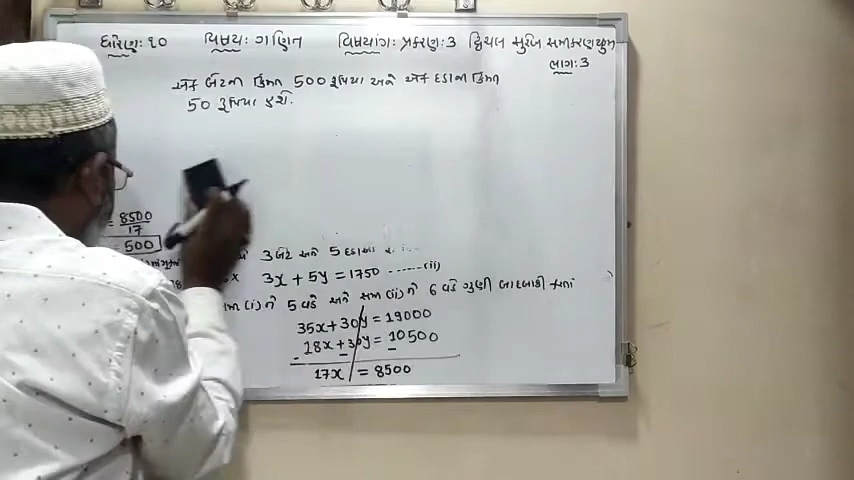 ધોરણ: ૧૦ વિષય: ગણિત વિષયાંગ: પ્રકરણ: 3 દ્વિચલ સુરેખ સમીકરણયુગ્મ
ભાગ: 3
એક બેટની કિંમત 500 રૂપિયા અને એક દડાની કિંમત
50 રૂપિયા હશે.
= 8500/17
= 500
3 બેટ અને 5 દડાના
3x + 5y = 1750 ------(ii)
(i) ને 5 વડે અને સમી (ii) ને 6 વડે ગુણી બાદબાકી કરતાં
35x + 30y = 19000
18x + 30y = 10500
- - -
17x = 8500